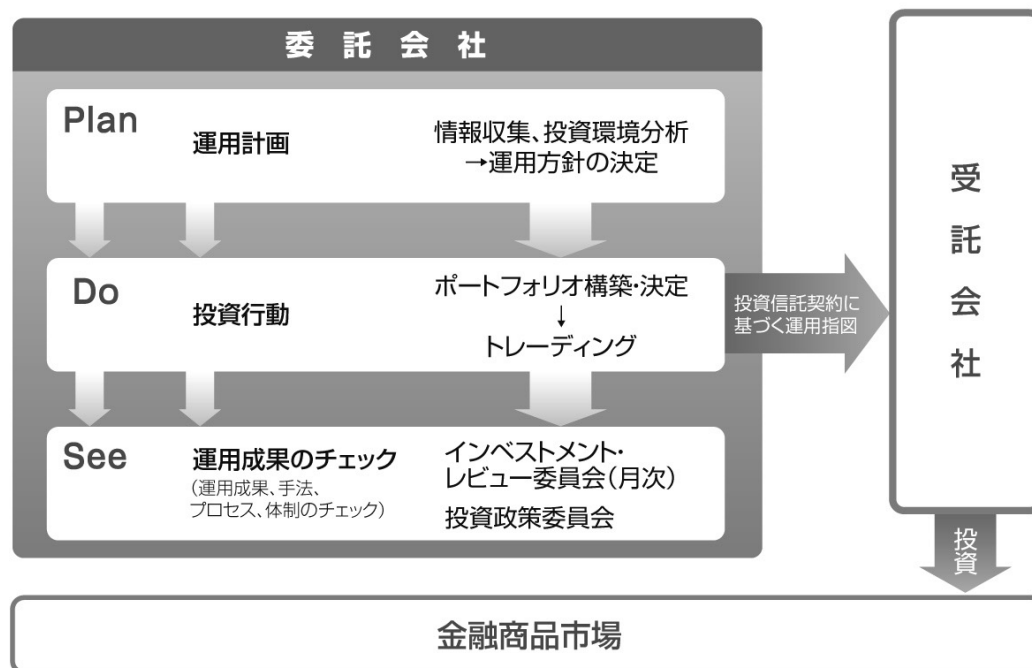 委託会社
Plan
運用計画
情報収集、投資環境分析
→運用方針の決定
Do
投資行動
ポートフォリオ構築・決定
↓
トレーディング
投資信託契約に
基づく運用指図
See
運用成果のチェック
(運用成果、手法、
プロセス、体制のチェック)
インベストメント・
レビュー委員会(月次)
投資政策委員会
受託会社
投資
金融商品市場